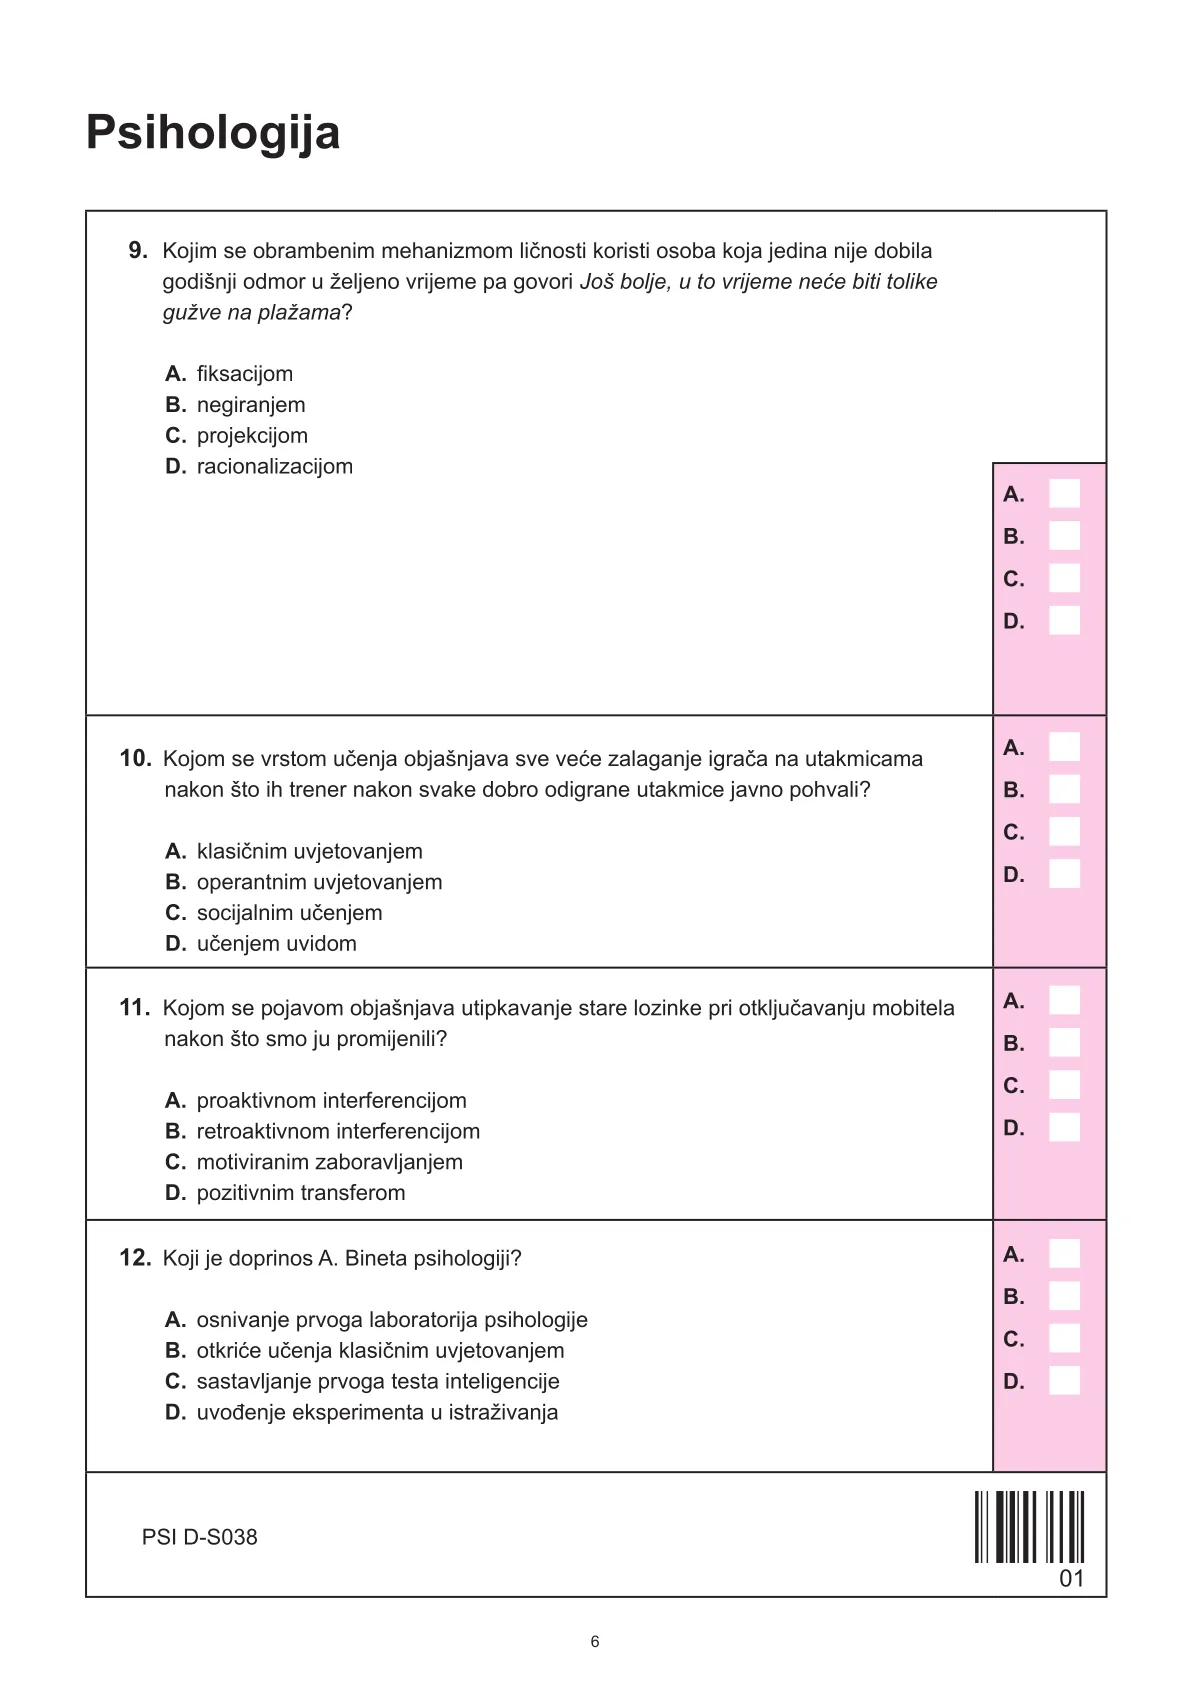 Psihologija
9. Kojim se obrambenim mehanizmom ličnosti koristi osoba koja jedina nije dobila
godišnji odmor u željeno vrijeme pa govori Još bolje, u to vrijeme neće biti tolike
gužve na plažama?
A. fiksacijom
B. negiranjem
C. projekcijom
D. racionalizacijom
A.
B.
C.
D.
10. Kojom se vrstom učenja objašnjava sve veće zalaganje igrača na utakmicama
nakon što ih trener nakon svake dobro odigrane utakmice javno pohvali?
A. klasičnim uvjetovanjem
B. operantnim uvjetovanjem
C. socijalnim učenjem
D. učenjem uvidom
A.
B.
C.
D.
11. Kojom se pojavom objašnjava utipkavanje stare lozinke pri otključavanju mobitela
nakon što smo ju promijenili?
A. proaktivnom interferencijom
B. retroaktivnom interferencijom
C. motiviranim zaboravljanjem
D. pozitivnim transferom
A.
B.
C.
D.
12. Koji je doprinos A. Bineta psihologiji?
A. osnivanje prvoga laboratorija psihologije
B. otkriće učenja klasičnim uvjetovanjem
C. sastavljanje prvoga testa inteligencije
D. uvođenje eksperimenta u istraživanja
A.
B.
C.
D.
PSI D-S038
01
6